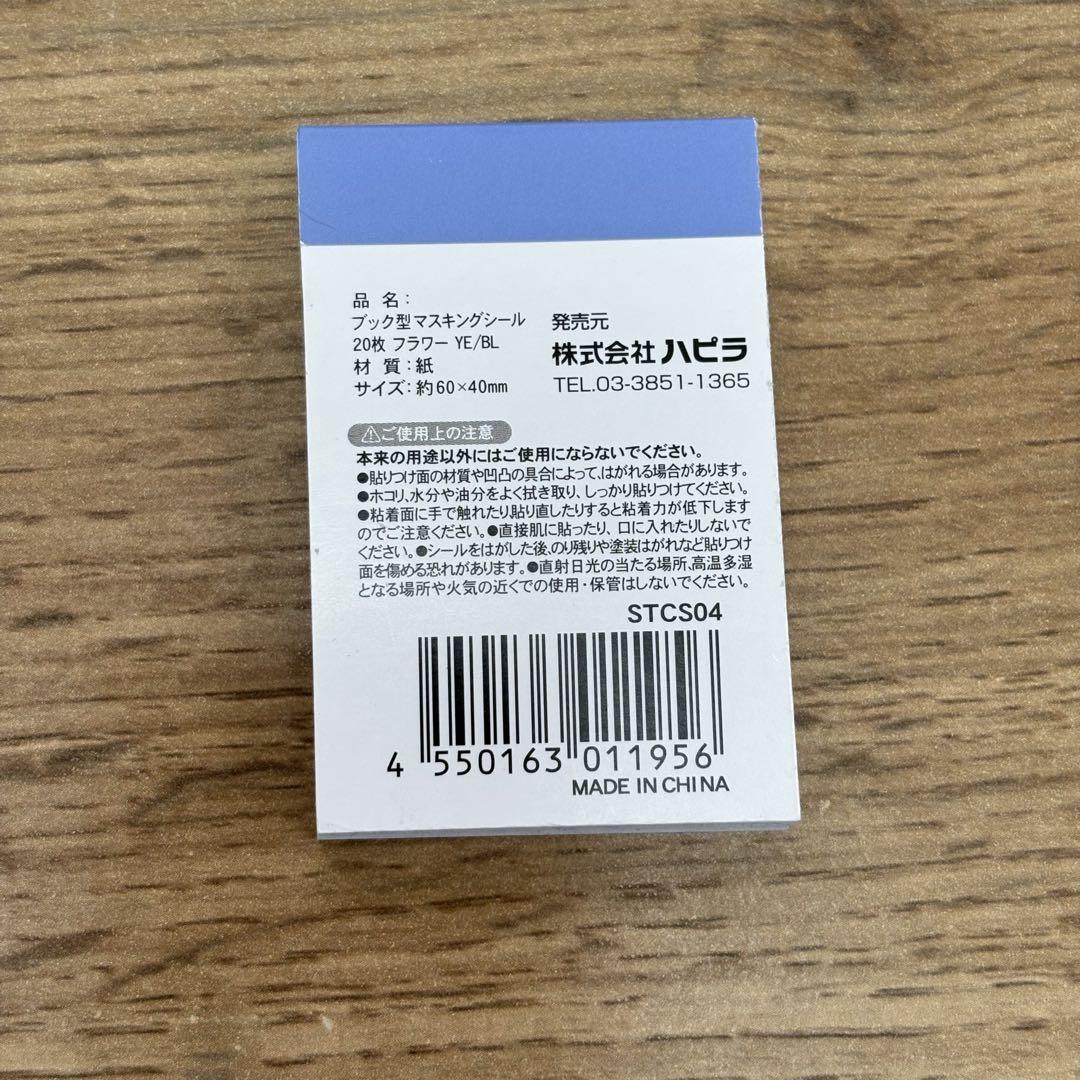 品 名：
ブック型マスキングシール
20枚 フラワー YE/BL
材 質：紙
サイズ：約60×40mm
発売元
株式会社ハピラ
TEL.03-3851-1365
⚠ご使用上の注意
本来の用途以外にはご使用にならないでください。
●貼りつけ面の材質や凹凸の具合によって、はがれる場合があります。
●ホコリ、水分や油分をよく拭き取り、しっかり貼りつけてください。
●粘着面に手で触れたり、貼り直したりすると粘着力が低下します
のでご注意ください。●直接肌に貼ったり、口に入れたりしないで
ください。●シールをはがした後、のり残りや塗装はがれなど貼りつけ
面を傷める恐れがあります。●直射日光の当たる場所、高温多湿
となる場所や火気の近くでの使用・保管はしないでください。
STCS04
4 550163 011956
MADE IN CHINA